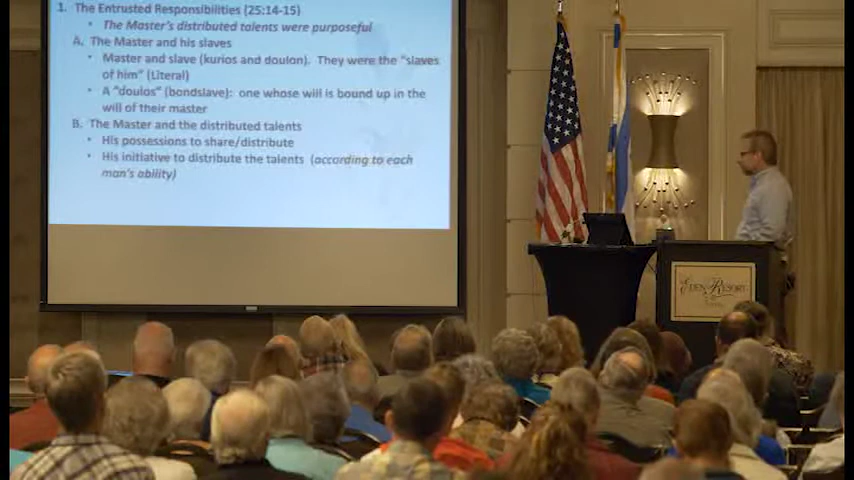 1. The Entrusted Responsibilities (25:14-15)
• The Master's distributed talents were purposeful
A. The Master and his slaves
• Master and slave (kurios and doulon). They were the "slaves
of him" (Literal)
• A "doulos" (bondslave): one whose will is bound up in the
will of their master
B. The Master and the distributed talents
• His possessions to share/distribute
• His initiative to distribute the talents (according to each
man's ability)
EDEN RESORT